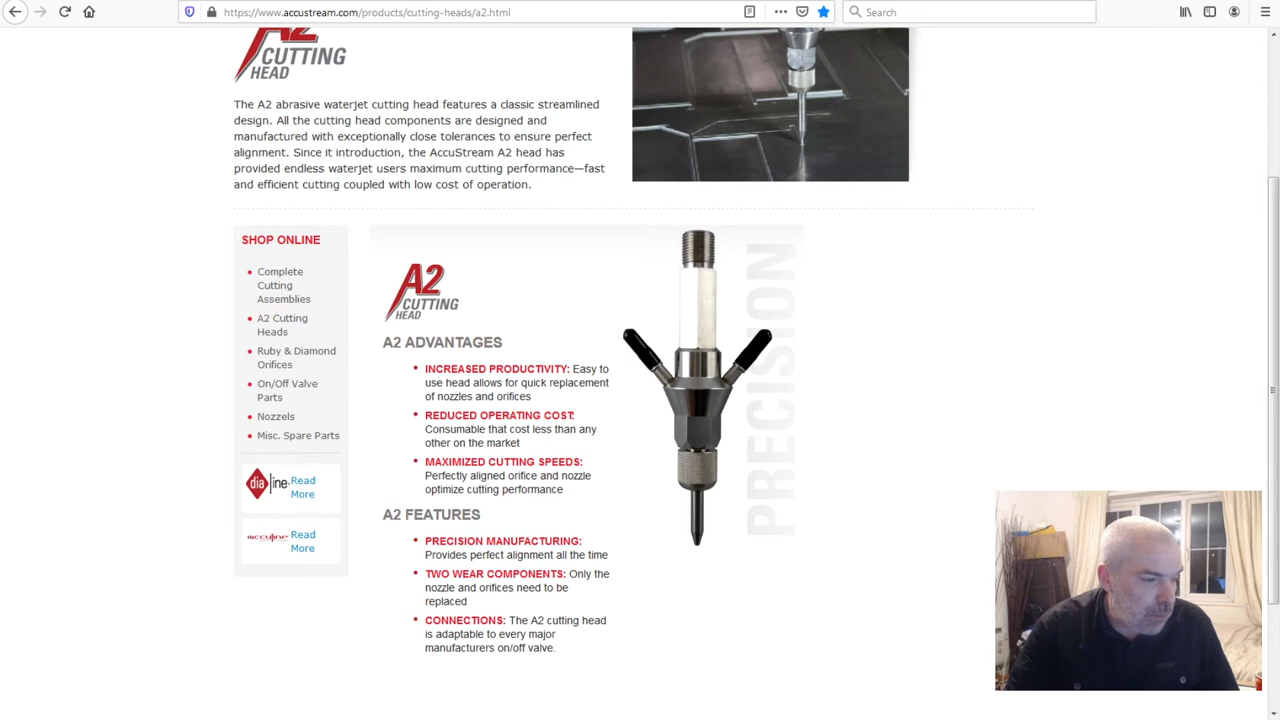 https://www.accustream.com/products/cutting-heads/a2.html
Search
A2
CUTTING
HEAD
The A2 abrasive waterjet cutting head features a classic streamlined
design. All the cutting head components are designed and
manufactured with exceptionally close tolerances to ensure perfect
alignment. Since it introduction, the AccuStream A2 head has
provided endless waterjet users maximum cutting performance—fast
and efficient cutting coupled with low cost of operation.
SHOP ONLINE
Complete
Cutting
Assemblies
A2 Cutting
Heads
Ruby & Diamond
Orifices
On/Off Valve
Parts
Nozzels
Misc. Spare Parts
dia|line
Read
More
acculine
Read
More
A2
CUTTING
HEAD
A2 ADVANTAGES
INCREASED PRODUCTIVITY: Easy to
use head allows for quick replacement
of nozzles and orifices
REDUCED OPERATING COST:
Consumable that cost less than any
other on the market
MAXIMIZED CUTTING SPEEDS:
Perfectly aligned orifice and nozzle
optimize cutting performance
A2 FEATURES
PRECISION MANUFACTURING:
Provides perfect alignment all the time
TWO WEAR COMPONENTS: Only the
nozzle and orifices need to be
replaced
CONNECTIONS: The A2 cutting head
is adaptable to every major
manufacturers on/off valve.
PRECISION